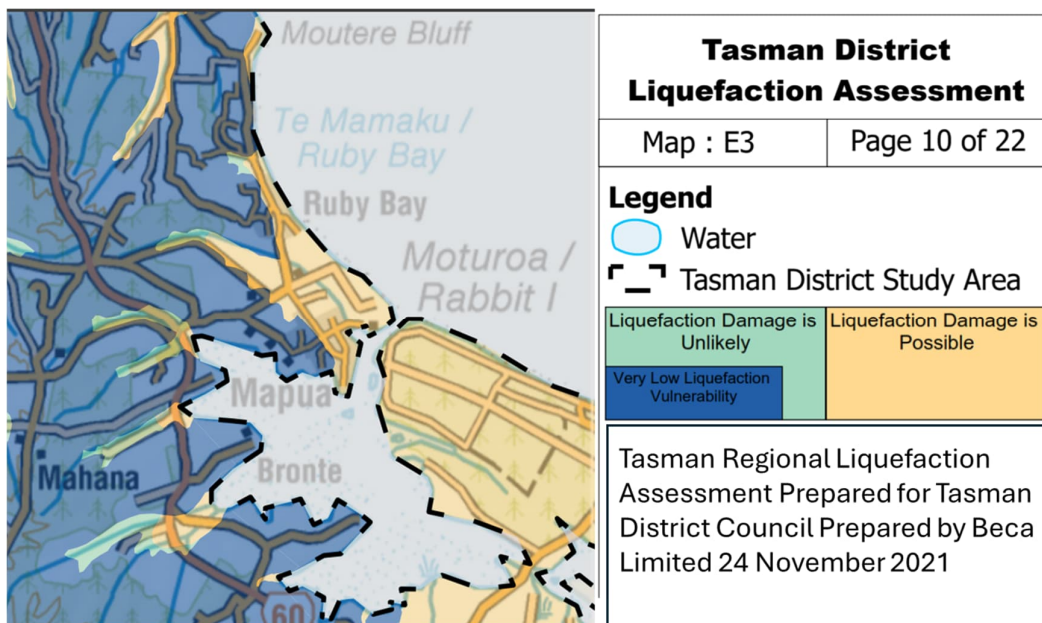 Moutere Bluff
Te Mamaku /
Ruby Bay
Ruby Bay
Moturoa /
Rabbit I
Mapua
Bronte
Mahana
60
Tasman District
Liquefaction Assessment
Map : E3
Page 10 of 22
Legend
Water
Tasman District Study Area
Liquefaction Damage is
Unlikely
Liquefaction Damage is
Possible
Very Low Liquefaction
Vulnerability
Tasman Regional Liquefaction
Assessment Prepared for Tasman
District Council Prepared by Beca
Limited 24 November 2021